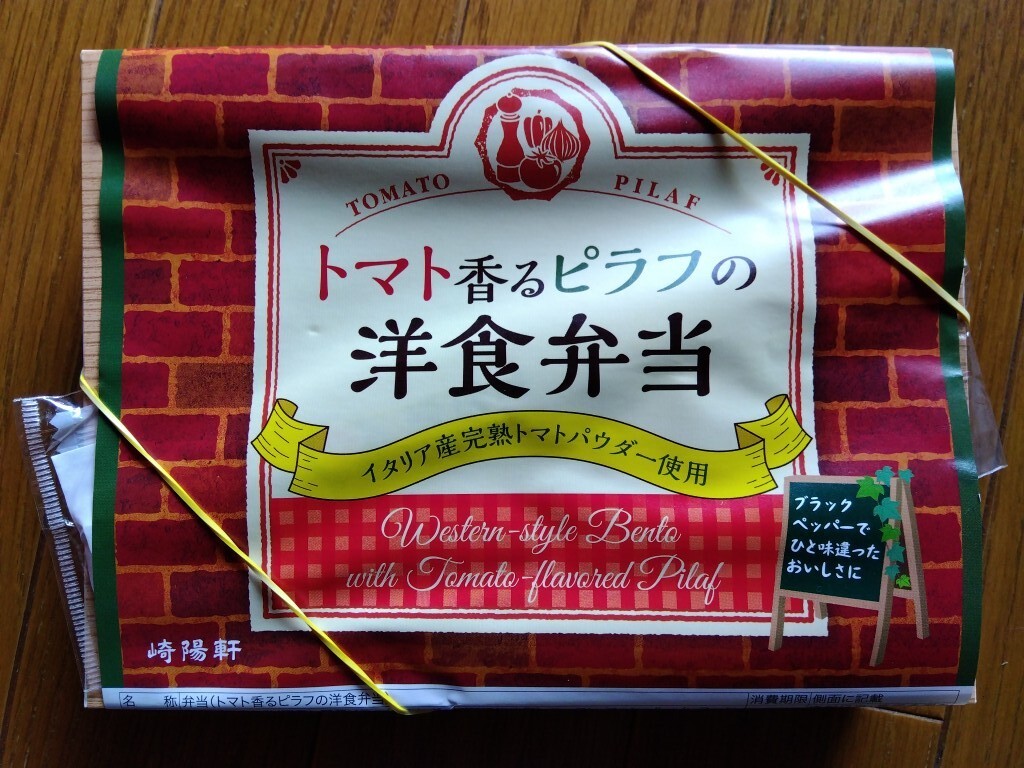 TOMATO PILAF
トマト香るピラフの
洋食弁当
イタリア産完熟トマトパウダー使用
Western-style Bento
with Tomato-flavored Pilaf
ブラック
ペッパーで
ひと味違った
おいしさに
崎陽軒
名 称 弁当(トマト香るピラフの洋食弁当
消費期限 側面に記載